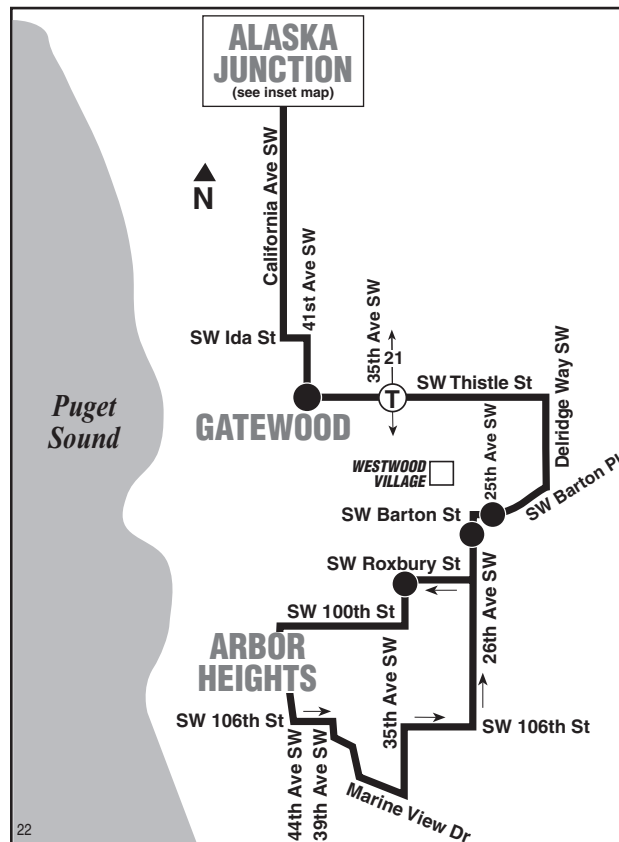 ALASKA
JUNCTION
(see inset map)
California Ave SW
N
41st Ave SW
35th Ave SW
SW Ida St
21
T
SW Thistle St
Delridge Way SW
Puget
Sound
GATEWOOD
WESTWOOD
VILLAGE
25th Ave SW
SW Barton Pl
SW Barton St
SW Roxbury St
26th Ave SW
SW 100th St
ARBOR
HEIGHTS
35th Ave SW
SW 106th St
SW 106th St
44th Ave SW
39th Ave SW
Marine View Dr
22